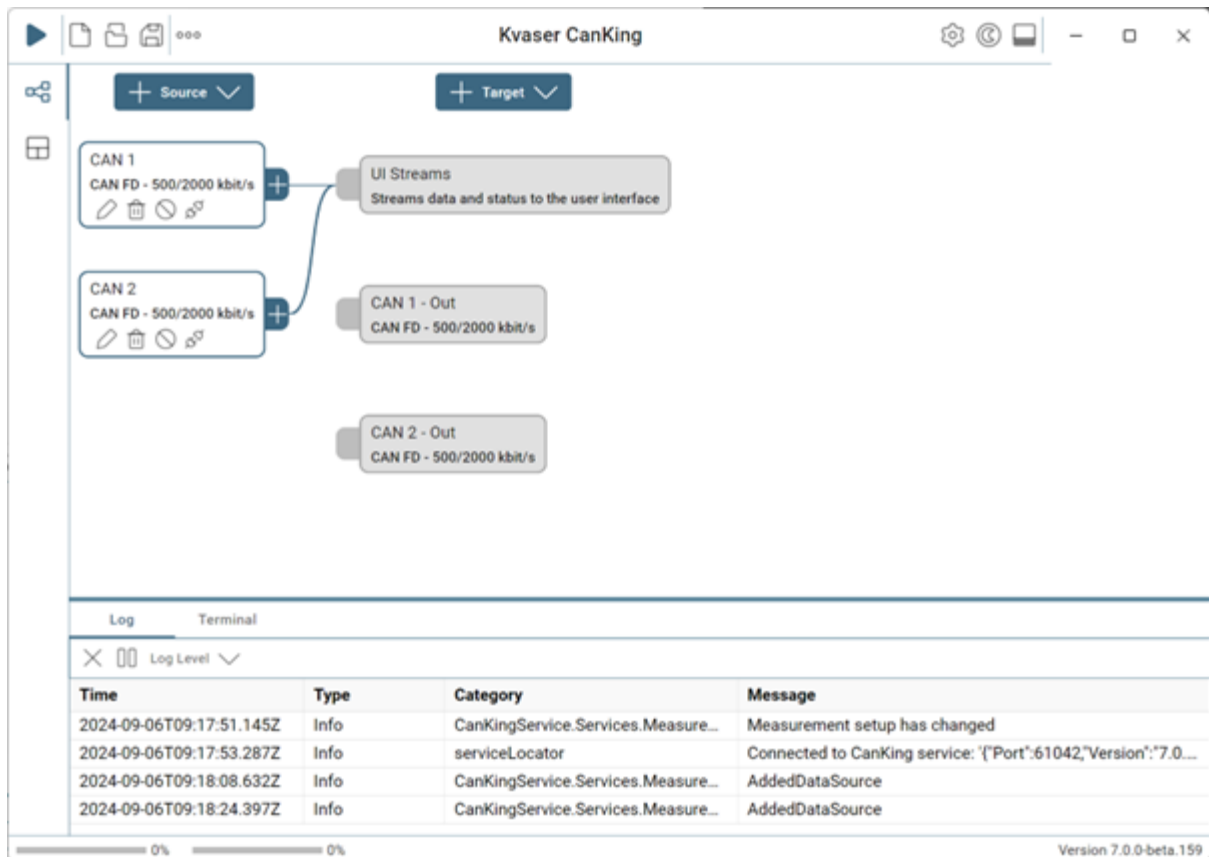 Kvaser CanKing
Source
Target
CAN 1
CAN FD - 500/2000 kbit/s
UI Streams
Streams data and status to the user interface
CAN 2
CAN FD - 500/2000 kbit/s
CAN 1 - Out
CAN FD - 500/2000 kbit/s
CAN 2 - Out
CAN FD - 500/2000 kbit/s
Log Terminal
Log Level
Time Type Category Message
2024-09-06T09:17:51.145Z Info CanKingService.Services.Measure... Measurement setup has changed
2024-09-06T09:17:53.287Z Info serviceLocator Connected to CanKing service: '{"Port":61042,"Version":"7.0....
2024-09-06T09:18:08.632Z Info CanKingService.Services.Measure... AddedDataSource
2024-09-06T09:18:24.397Z Info CanKingService.Services.Measure... AddedDataSource
0% 0% Version 7.0.0-beta.159